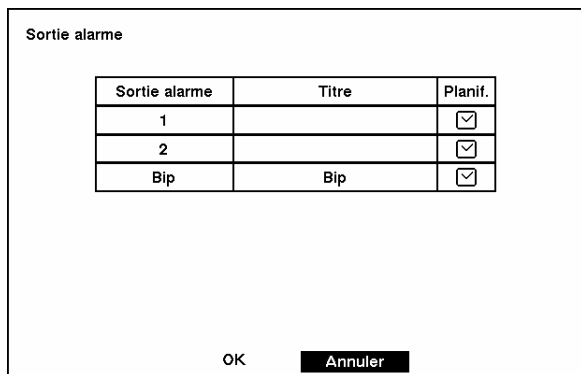 Sortie alarme
Sortie alarme Titre Planif.
1
2
Bip Bip
OK Annuler